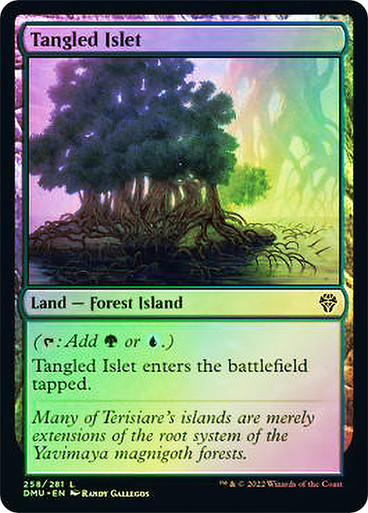 Tangled Islet
Land — Forest Island
(: Add or .)
Tangled Islet enters the battlefield
tapped.
Many of Terisiare's islands are merely
extensions of the root system of the
Yavimaya magnigoth forests.
258/281 L
DMU • EN RANDY GALLEGOS
™ & © 2022 Wizards of the Coast